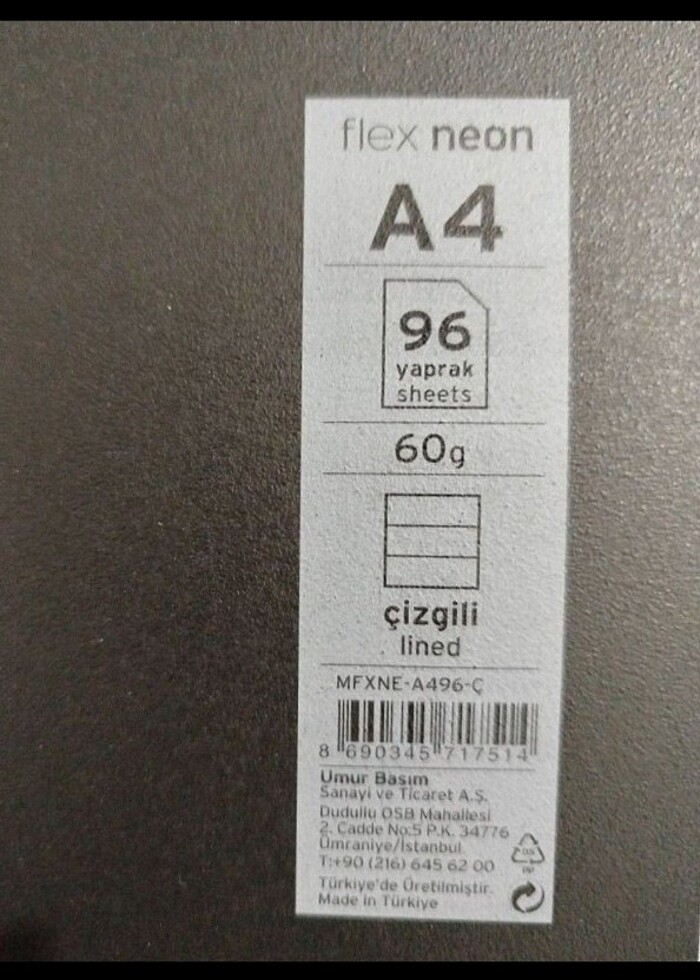 flex neon
A4
96
yaprak
sheets
60g
çizgili
lined
MFXNE-A496-Ç
8 690345 717514
Umur Basım
Sanayi ve Ticaret A.Ş.
Dudullu OSB Mahallesi
2. Cadde No:5 P.K. 34776
Ümraniye/İstanbul
T:+90 (216) 645 62 00
Türkiye'de Üretilmiştir.
Made in Türkiye